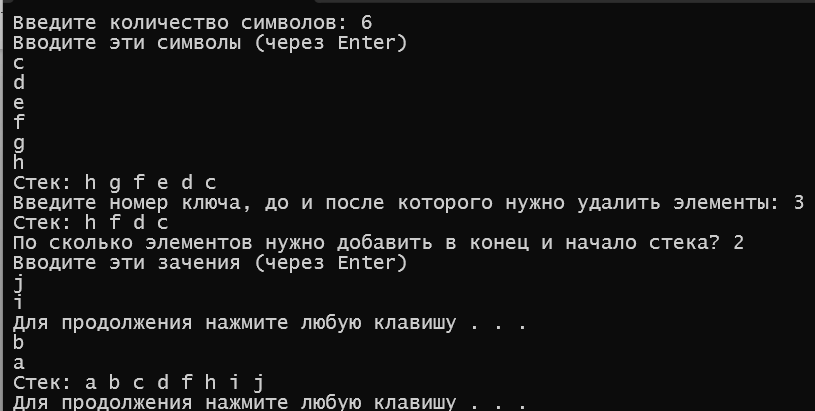 Введите количество символов: 6
Вводите эти символы (через Enter)
c
d
e
f
g
h
Стек: h g f e d c
Введите номер ключа, до и после которого нужно удалить элементы: 3
Стек: h f d c
По сколько элементов нужно добавить в конец и начало стека? 2
Вводите эти зачения (через Enter)
j
i
Для продолжения нажмите любую клавишу . . .
b
a
Стек: a b c d f h i j
Для продолжения нажмите любую клавишу . . .